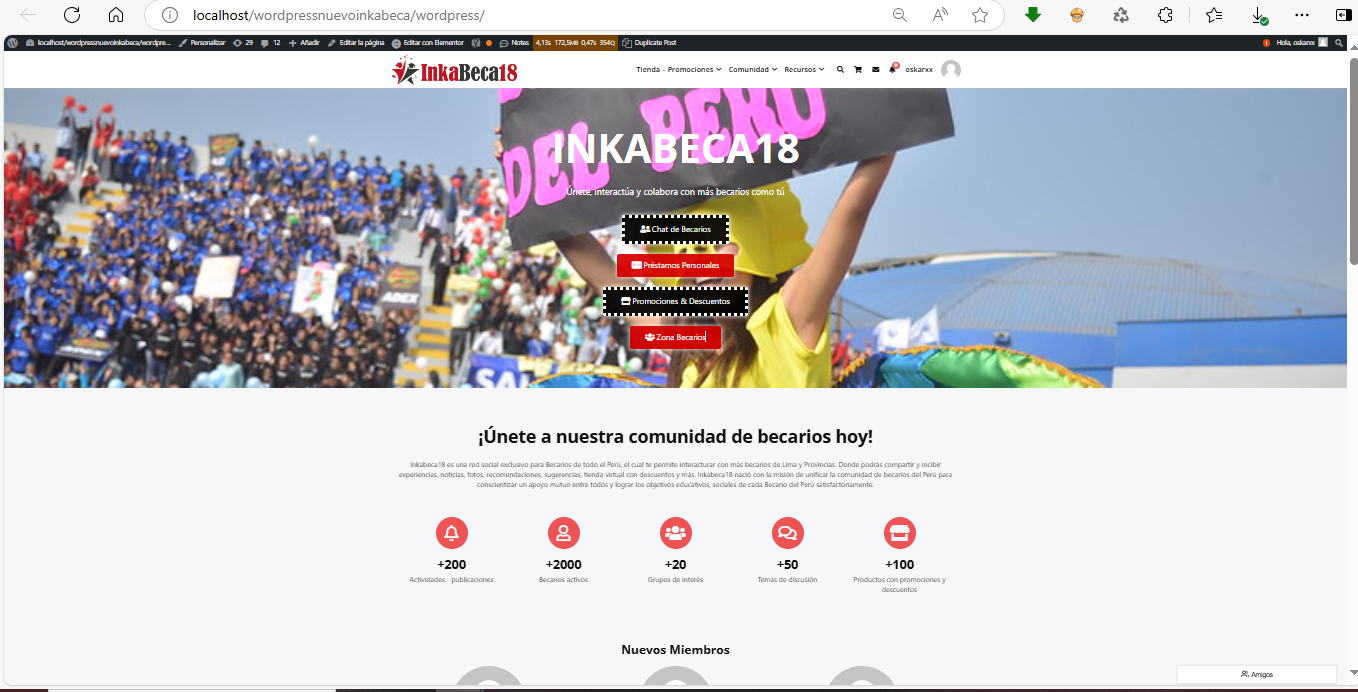 localhost/wordpressnuevoinkabeca/wordpress/
localhost/wordpressnuevoinkabeca/wordpre... Personalizar 29 12 Añadir Editar la página Editar con Elementor Notes 4,13s 172,5MB 0,47s 354Q Duplicate Post Hola, oskarxx
InkaBeca18 Tienda – Promociones Comunidad Recursos oskarxx
DEL PERÚ
INKABECA18
Únete, interactúa y colabora con más becarios como tú
Chat de Becarios
Préstamos Personales
ADEX
Promociones & Descuentos
Zona Becarios
¡Únete a nuestra comunidad de becarios hoy!
Inkabeca18 es una red social exclusivo para Becarios de todo el Perú, el cual te permite interacturar con más becarios de Lima y Provincias. Donde podrás compartir y recibir
experiencias, noticias, fotos, recomendaciones, sugerencias, tienda virtual con descuentos y más. Inkabeca18 nació con la misión de unificar la comunidad de becarios del Perú para
conscientizar un apoyo mutuo entre todos y lograr los objetivos educativos, sociales de cada Becario del Perú satisfactoriamente.
+200 +2000 +20 +50 +100
Actividades - publicaciones Becarios activos Grupos de interés Temas de discusión Productos con promociones y
descuentos
Nuevos Miembros
Amigos